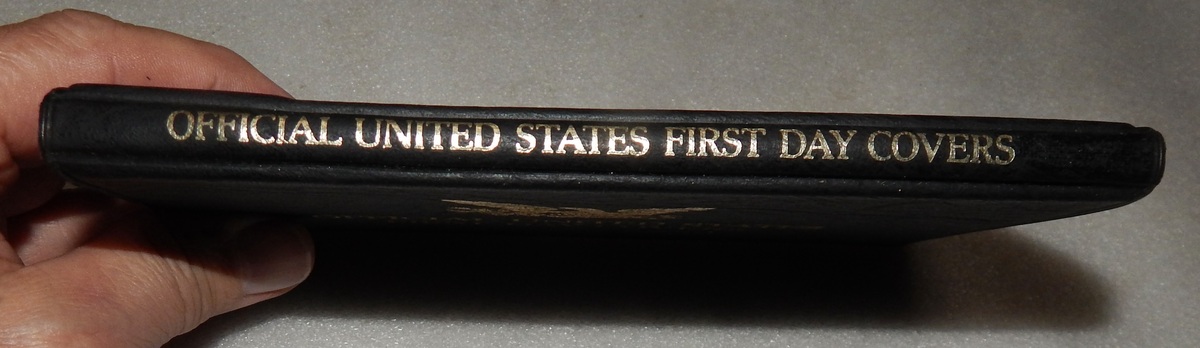 OFFICIAL UNITED STATES FIRST DAY COVERS